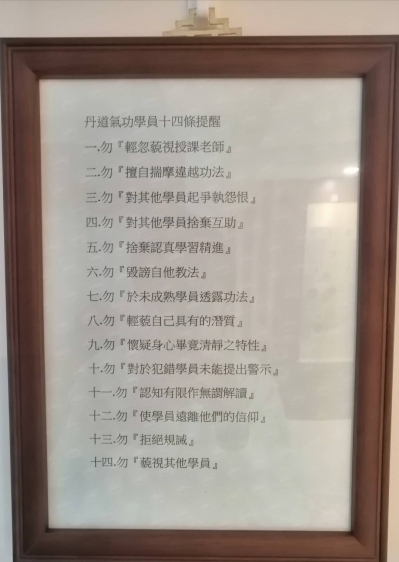 丹道氣功學員十四條提醒
一.勿『輕忽藐視授課老師』
二.勿『擅自揣摩違越功法』
三.勿『對其他學員起爭執怨恨』
四.勿『對其他學員捨棄互助』
五.勿『捨棄認真學習精進』
六.勿『毀謗自他教法』
七.勿『於未成熟學員透露功法』
八.勿『輕藐自己具有的潛質』
九.勿『懷疑身心畢竟清靜之特性』
十.勿『對於犯錯學員未能提出警示』
十一.勿『認知有限作無謂解讀』
十二.勿『使學員遠離他們的信仰』
十三.勿『拒絕規誡』
十四.勿『藐視其他學員』